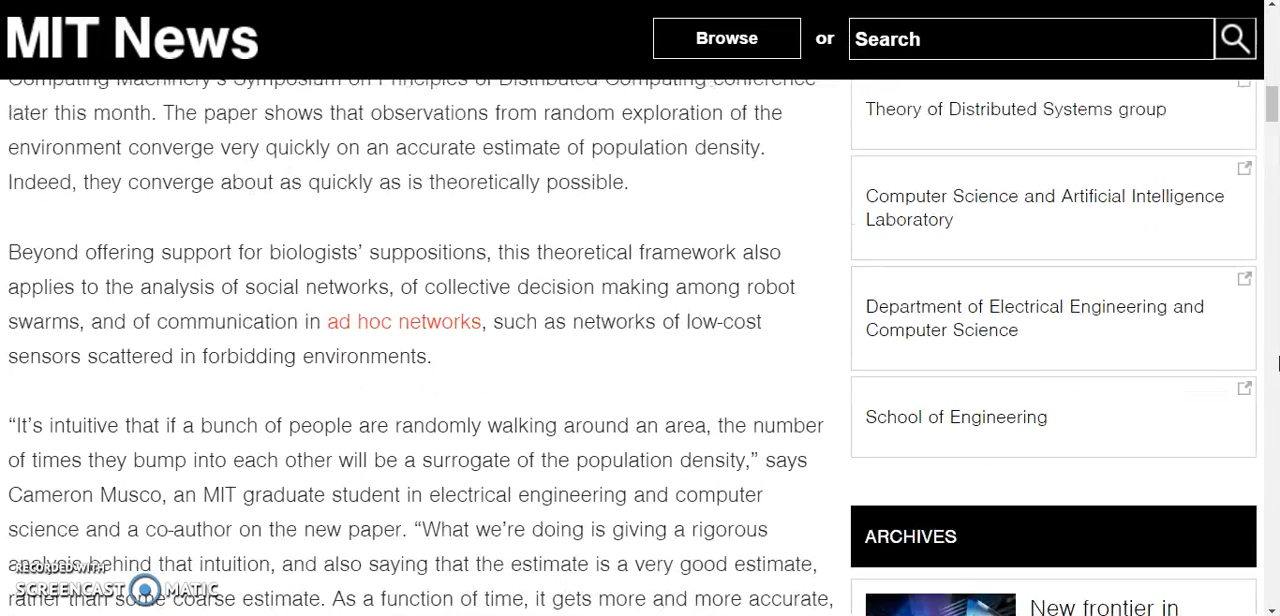 MIT News
Browse or Search
Computing Machinery's Symposium on Principles of Distributed Computing conference
later this month. The paper shows that observations from random exploration of the
environment converge very quickly on an accurate estimate of population density.
Indeed, they converge about as quickly as is theoretically possible.
Beyond offering support for biologists’ suppositions, this theoretical framework also
applies to the analysis of social networks, of collective decision making among robot
swarms, and of communication in ad hoc networks, such as networks of low-cost
sensors scattered in forbidding environments.
“It’s intuitive that if a bunch of people are randomly walking around an area, the number
of times they bump into each other will be a surrogate of the population density,” says
Cameron Musco, an MIT graduate student in electrical engineering and computer
science and a co-author on the new paper. “What we’re doing is giving a rigorous
analysis behind that intuition, and also saying that the estimate is a very good estimate,
rather than some coarse estimate. As a function of time, it gets more and more accurate,
RECORDED WITH
SCREENCAST MATIC
Theory of Distributed Systems group
Computer Science and Artificial Intelligence
Laboratory
Department of Electrical Engineering and
Computer Science
School of Engineering
ARCHIVES
New frontier in